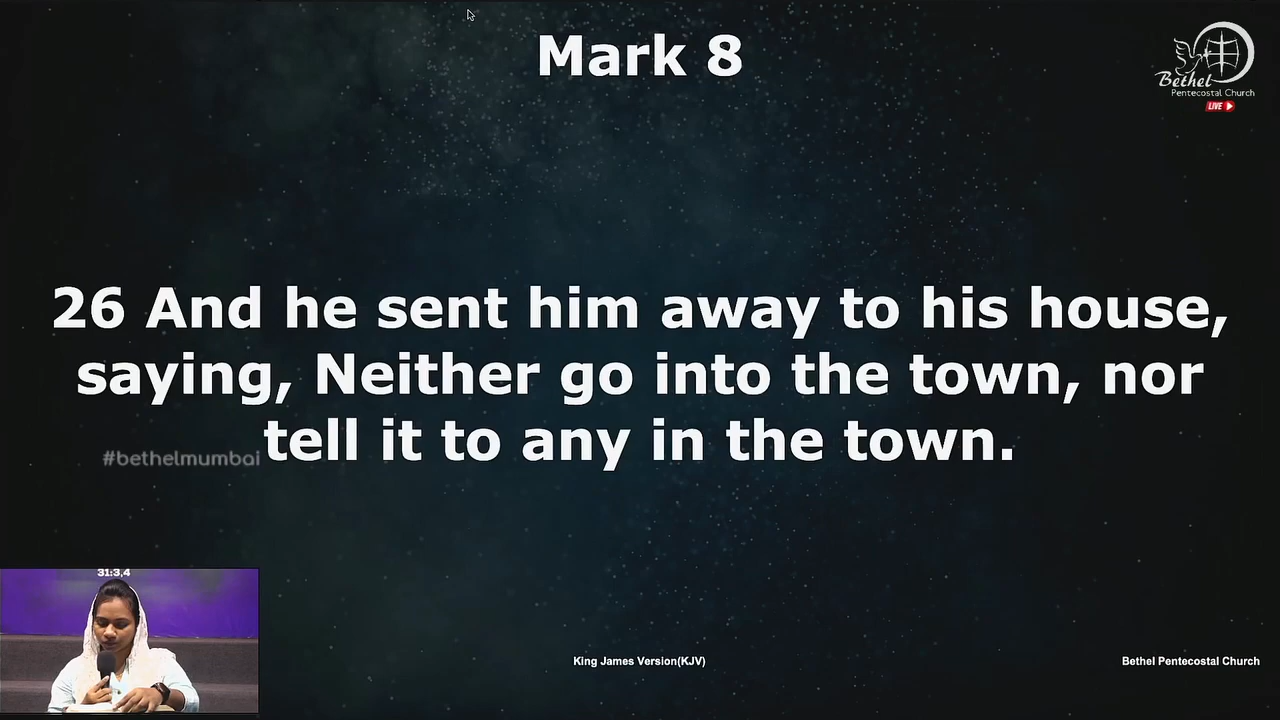 Mark 8
Bethel
Pentecostal Church
LIVE
26 And he sent him away to his house,
saying, Neither go into the town, nor
tell it to any in the town.
#bethelmumbai
31:3,4
King James Version(KJV)
Bethel Pentecostal Church